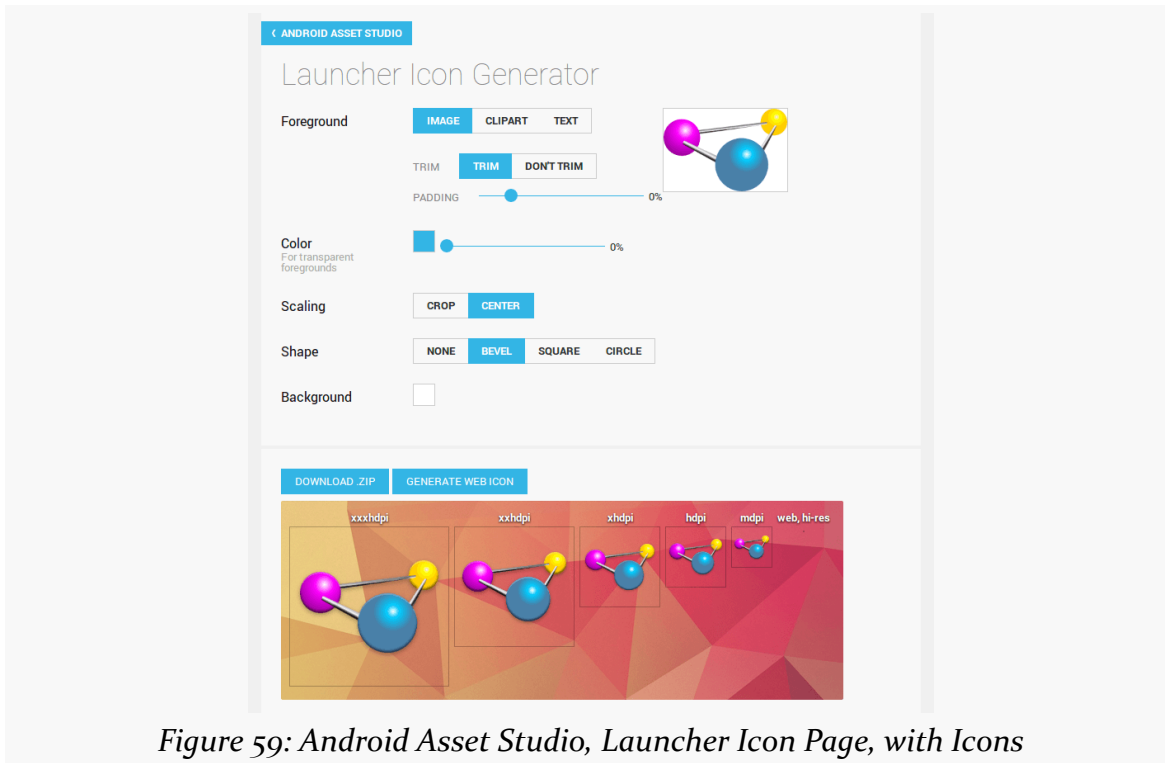 ‹ ANDROID ASSET STUDIO
Launcher Icon Generator
Foreground
IMAGE CLIPART TEXT
TRIM TRIM DON'T TRIM
PADDING 0%
Color 0%
For transparent
foregrounds
Scaling CROP CENTER
Shape NONE BEVEL SQUARE CIRCLE
Background
DOWNLOAD .ZIP GENERATE WEB ICON
xxxhdpi xxhdpi xhdpi hdpi mdpi web, hi-res
Figure 59: Android Asset Studio, Launcher Icon Page, with Icons